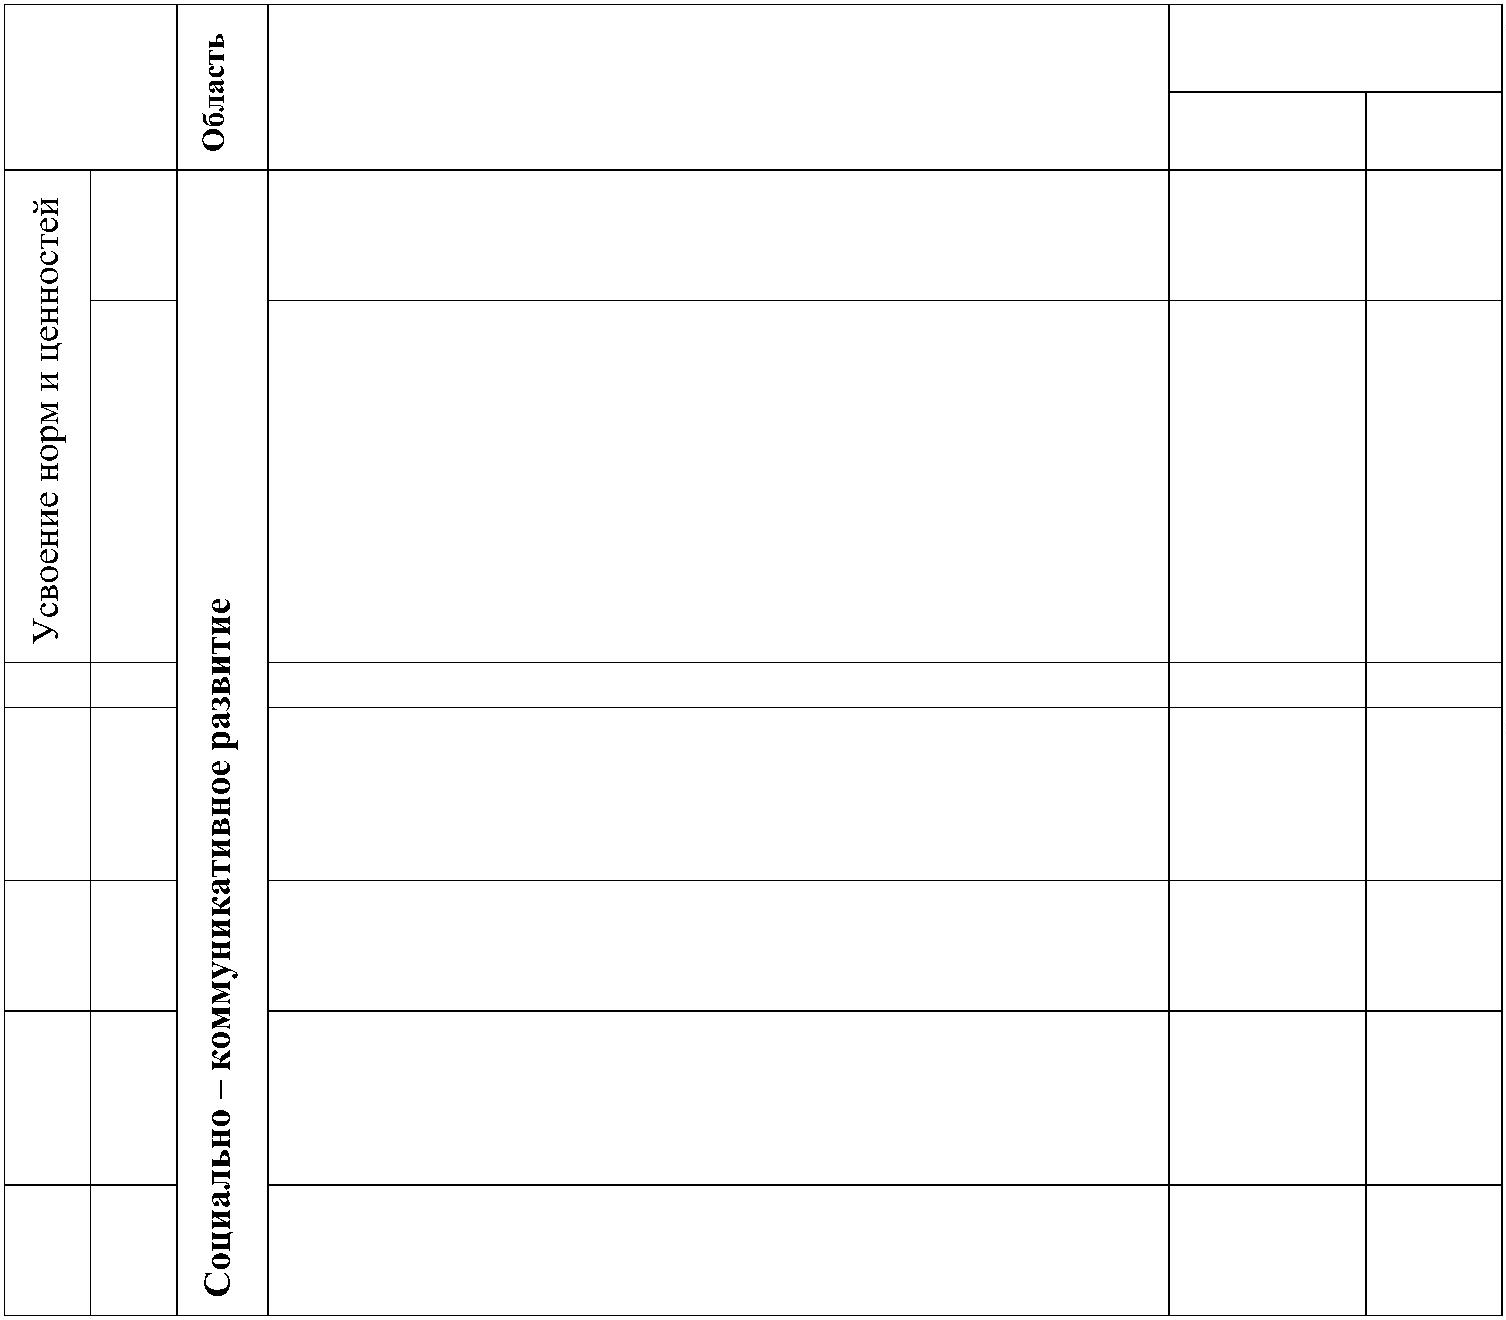 Область
Усвоение норм и ценностей
Социально – коммуникативное развитие